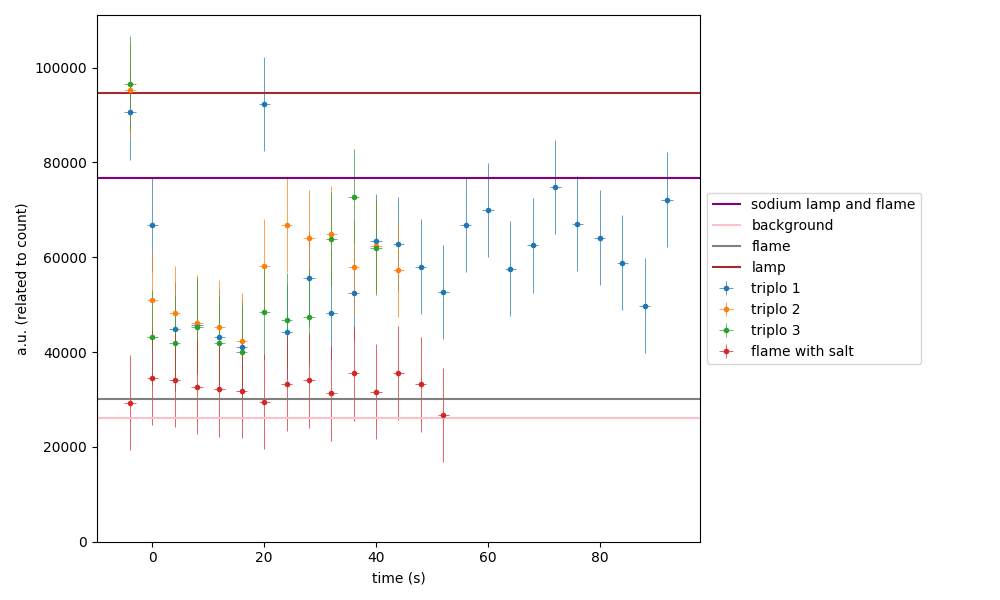 100000
80000
60000
40000
20000
0
a.u. (related to count)
0 20 40 60 80
time (s)
sodium lamp and flame
background
flame
lamp
triplo 1
triplo 2
triplo 3
flame with salt